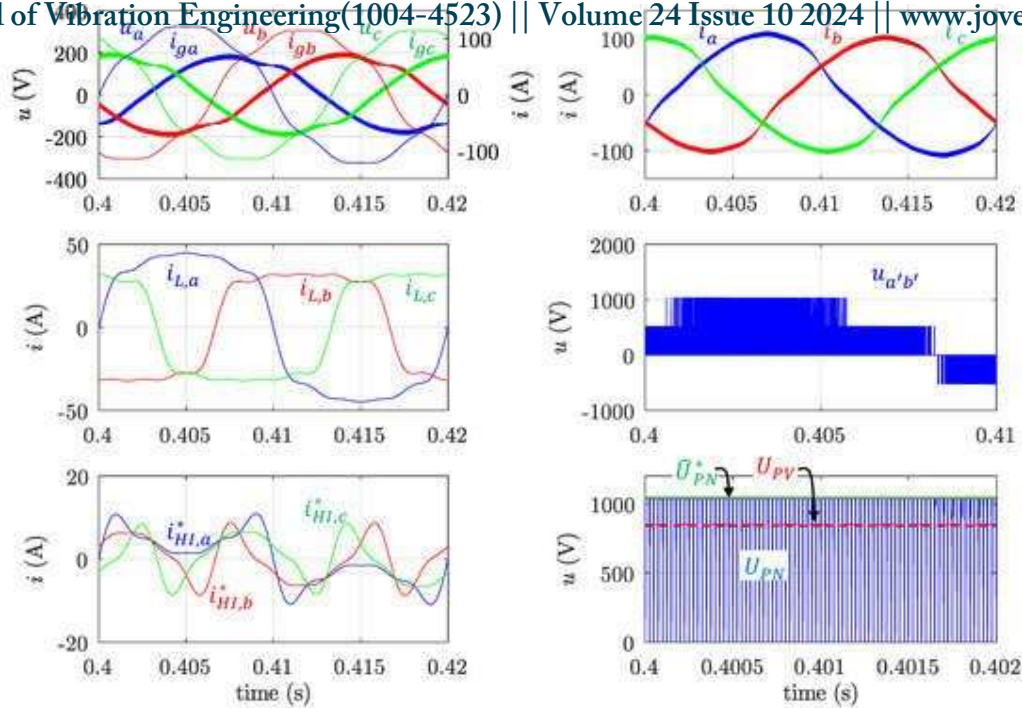 l of Vibration Engineering(1004-4523) || Volume 24 Issue 10 2024 || www.jove
u_a i_ga u_b i_gb u_c i_gc
u (V)
400
200
0
-200
-400
100
0
-100
i (A)
0.4 0.405 0.41 0.415 0.42
i_a i_b i_c
i (A)
100
0
-100
0.4 0.405 0.41 0.415 0.42
i_L,a i_L,b i_L,c
i (A)
50
0
-50
0.4 0.405 0.41 0.415 0.42
u_a'b'
u (V)
2000
1000
0
-1000
0.4 0.405 0.41
i*_HI,a i*_HI,b i*_HI,c
i (A)
20
0
-20
0.4 0.405 0.41 0.415 0.42
time (s)
Û*_PN U_PV
U_PN
u (V)
1000
500
0
0.4 0.4005 0.401 0.4015 0.402
time (s)